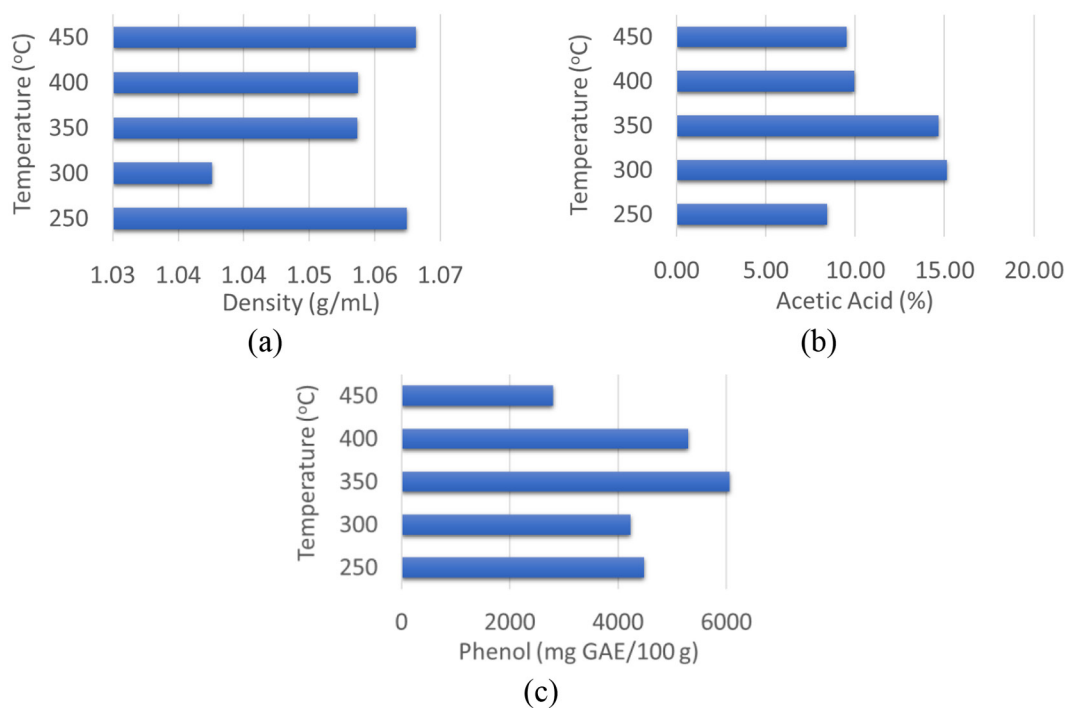 Temperature (°C)
450
400
350
300
250
1.03 1.04 1.04 1.05 1.06 1.07
Density (g/mL)
(a)
Temperature (°C)
450
400
350
300
250
0.00 5.00 10.00 15.00 20.00
Acetic Acid (%)
(b)
Temperature (°C)
450
400
350
300
250
0 2000 4000 6000
Phenol (mg GAE/100 g)
(c)